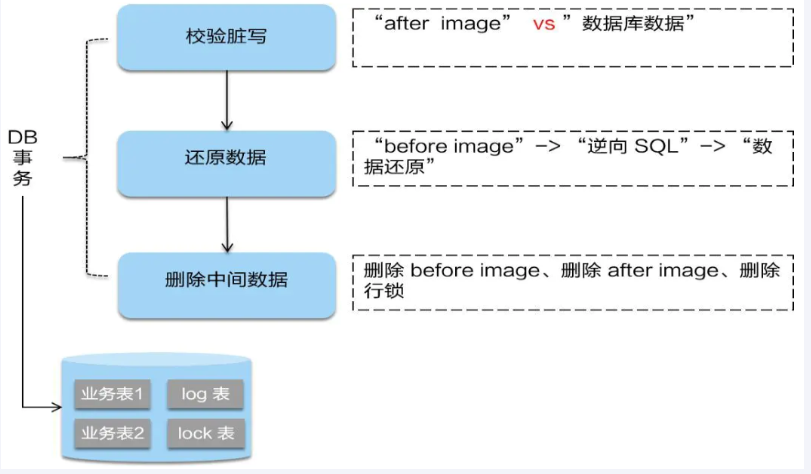 校验脏写
“after image” vs ”数据库数据”
DB
事
务
还原数据
“before image”–> “逆向 SQL”–> “数
据还原”
删除中间数据
删除 before image、删除 after image、删除
行锁
业务表1
log 表
业务表2
lock 表